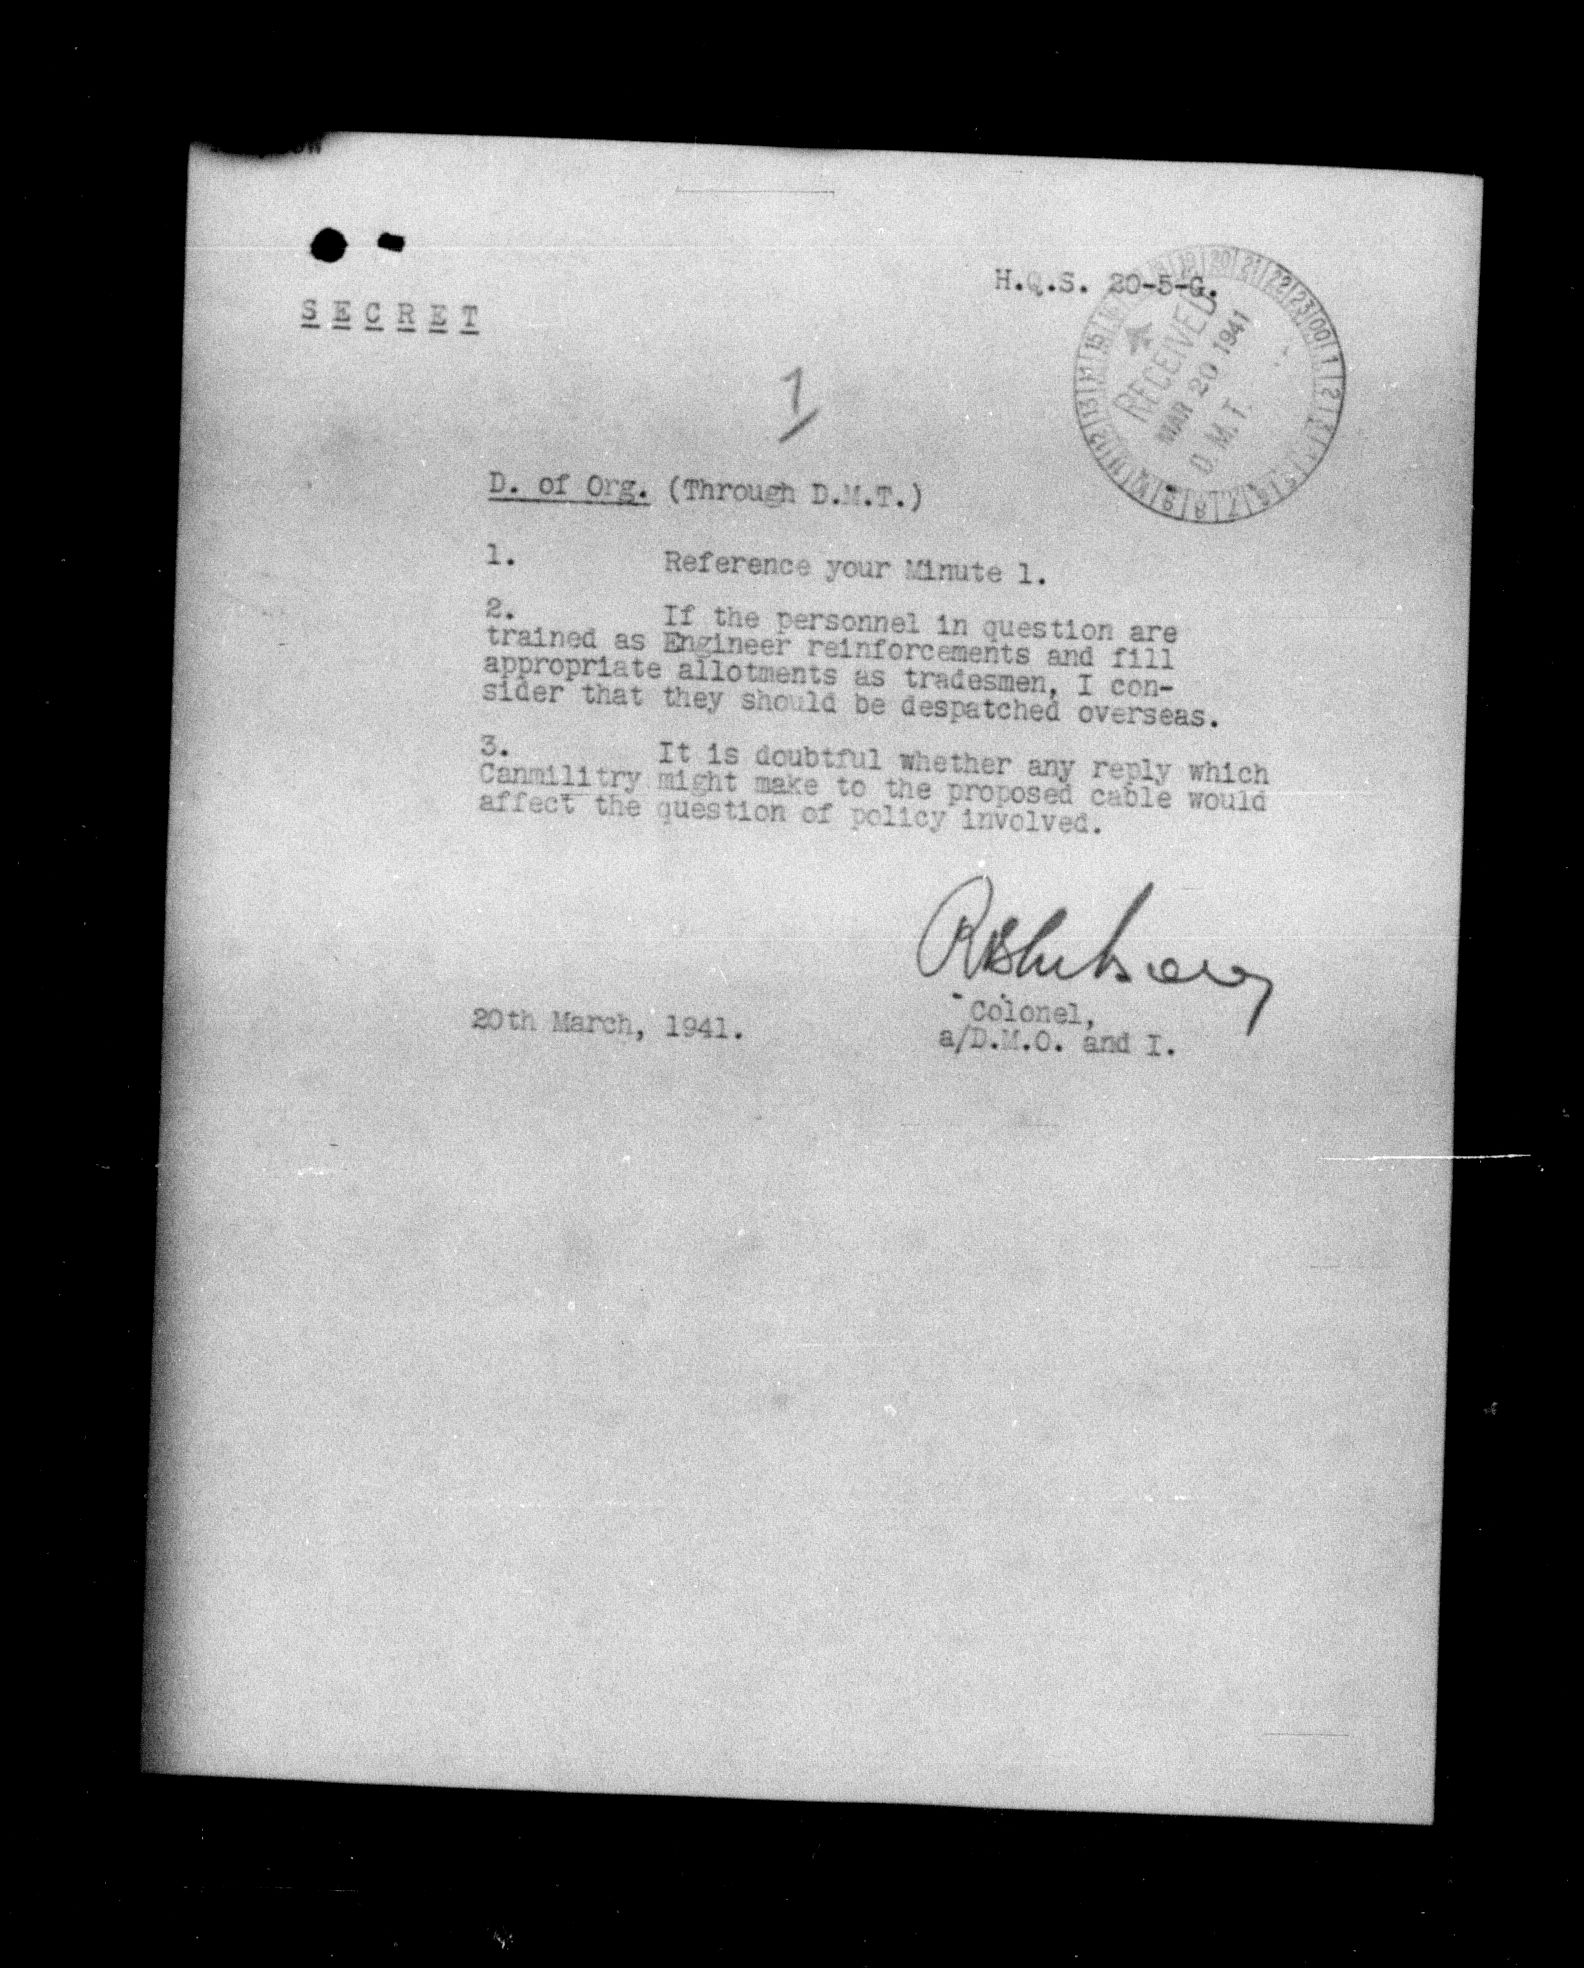 H.Q.S. 20-5-G.
SECRET
RECEIVED
MAR 20 1941
D.M.T.
D. of Org. (Through D.M.T.)
1. Reference your Minute 1.
2. If the personnel in question are
trained as Engineer reinforcements and fill
appropriate allotments as tradesmen, I con-
sider that they should be despatched overseas.
3. It is doubtful whether any reply which
Canmilitry might make to the proposed cable would
affect the question of policy involved.
20th March, 1941.
Colonel,
a/D.M.O. and I.